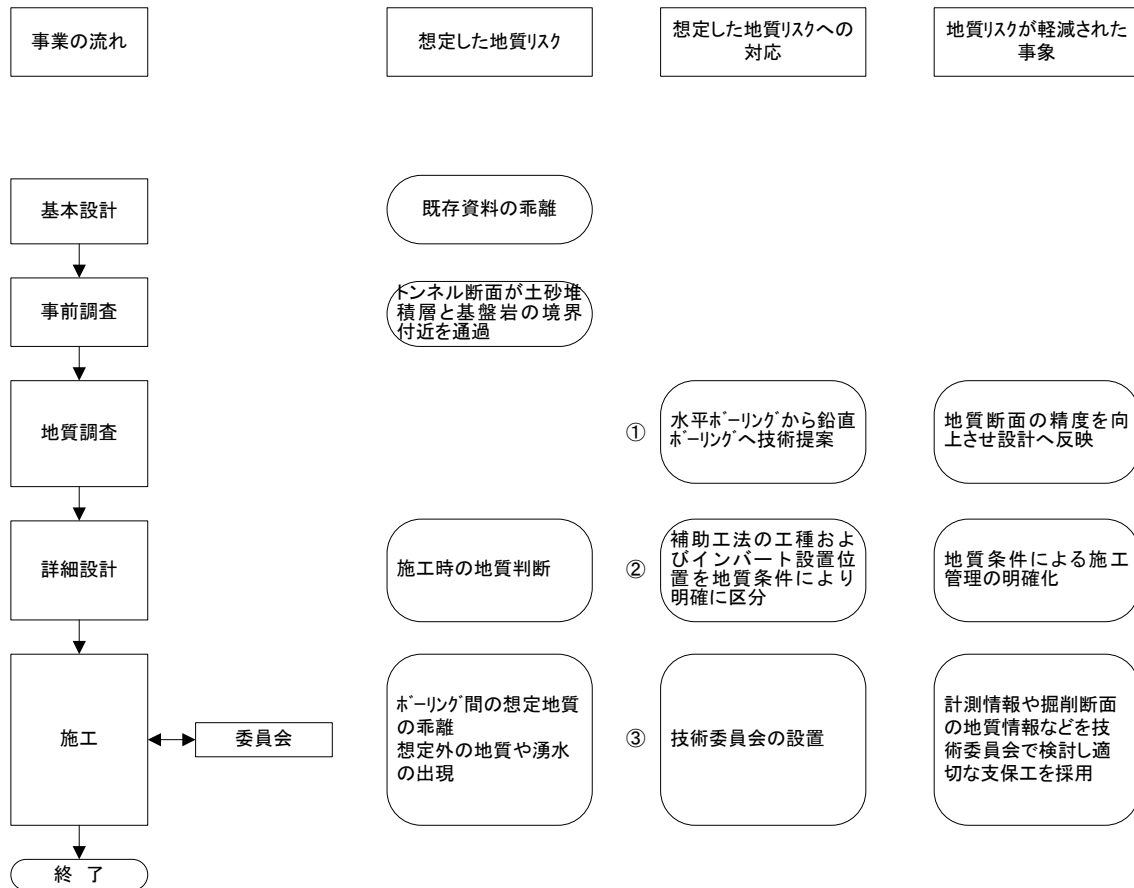 事業の流れ
想定した地質ﾘｽｸ
想定した地質ﾘｽｸへの
対応
地質ﾘｽｸが軽減された
事象
基本設計
既存資料の乖離
事前調査
トンネル断面が土砂堆
積層と基盤岩の境界
付近を通過
地質調査
①
水平ﾎﾞｰﾘﾝｸﾞから鉛直
ﾎﾞｰﾘﾝｸﾞへ技術提案
地質断面の精度を向
上させ設計へ反映
詳細設計
施工時の地質判断
②
補助工法の工種およ
びインバート設置位
置を地質条件により
明確に区分
地質条件による施工
管理の明確化
施工
委員会
ﾎﾞｰﾘﾝｸﾞ間の想定地質
の乖離
想定外の地質や湧水
の出現
③
技術委員会の設置
計測情報や掘削断面
の地質情報などを技
術委員会で検討し適
切な支保工を採用
終 了